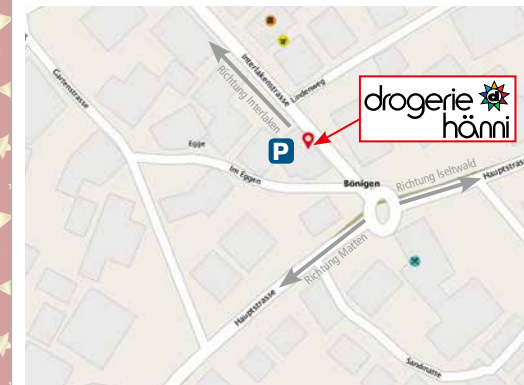 Interlakenstrasse
Lindenweg
Gartenstrasse
Richtung Interlaken
drogerie
hänni
d
Egge
P
Im Eggen
Bönigen
Richtung Iseltwald
Hauptstrasse
Richtung Matten
Hauptstrasse
Sandmatte